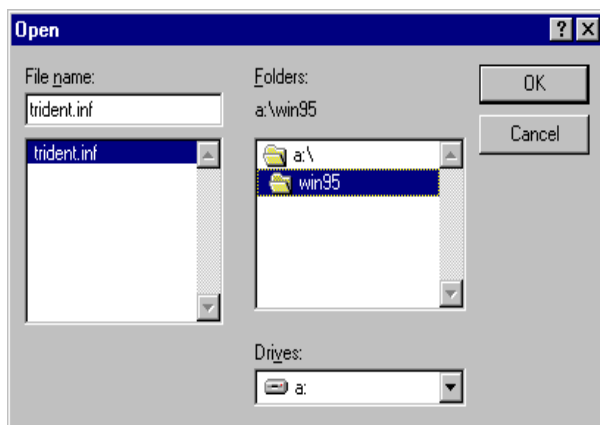 Open
File name:
trident.inf
trident.inf
Folders:
a:\win95
a:\
win95
Drives:
a:
OK
Cancel